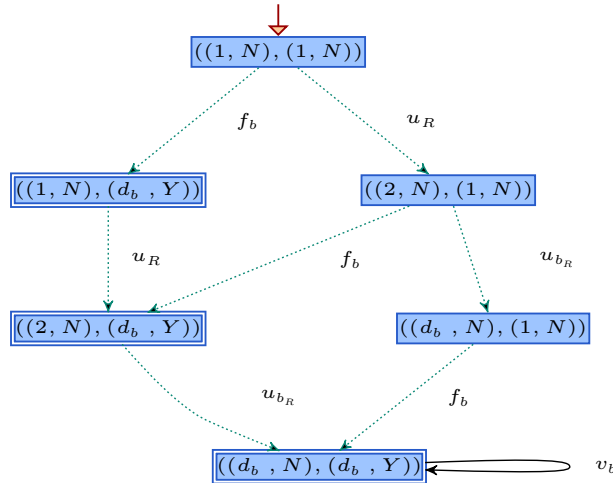 ((1, N), (1, N))
f_b
u_R
((1, N), (d_b , Y))
((2, N), (1, N))
u_R
f_b
u_{b_R}
((2, N), (d_b , Y))
((d_b , N), (1, N))
u_{b_R}
f_b
((d_b , N), (d_b , Y))
v_b